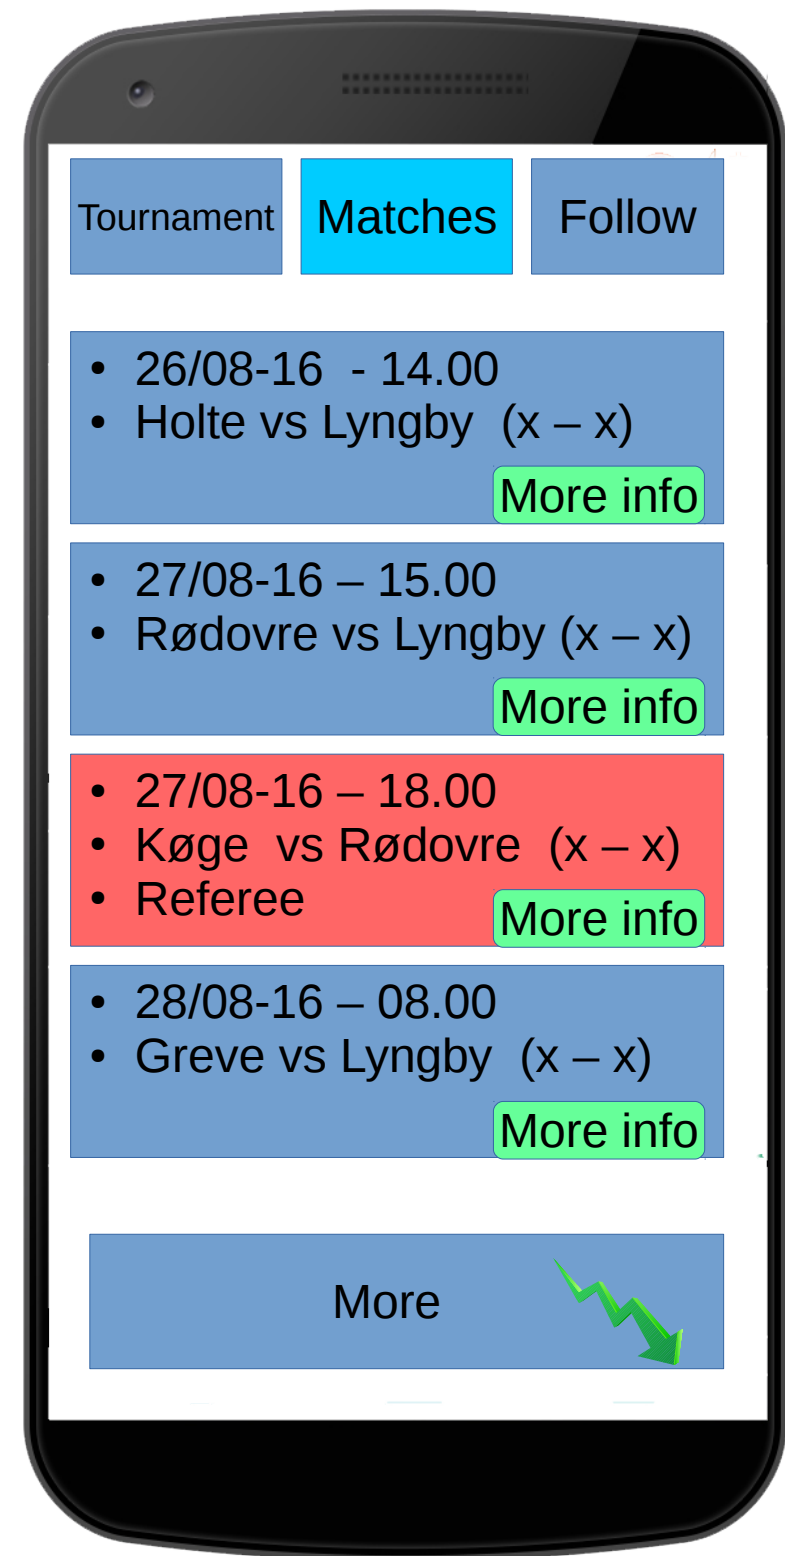 Tournament Matches Follow
• 26/08-16 - 14.00
• Holte vs Lyngby (x – x)
More info
• 27/08-16 – 15.00
• Rødovre vs Lyngby (x – x)
More info
• 27/08-16 – 18.00
• Køge vs Rødovre (x – x)
• Referee
More info
• 28/08-16 – 08.00
• Greve vs Lyngby (x – x)
More info
More